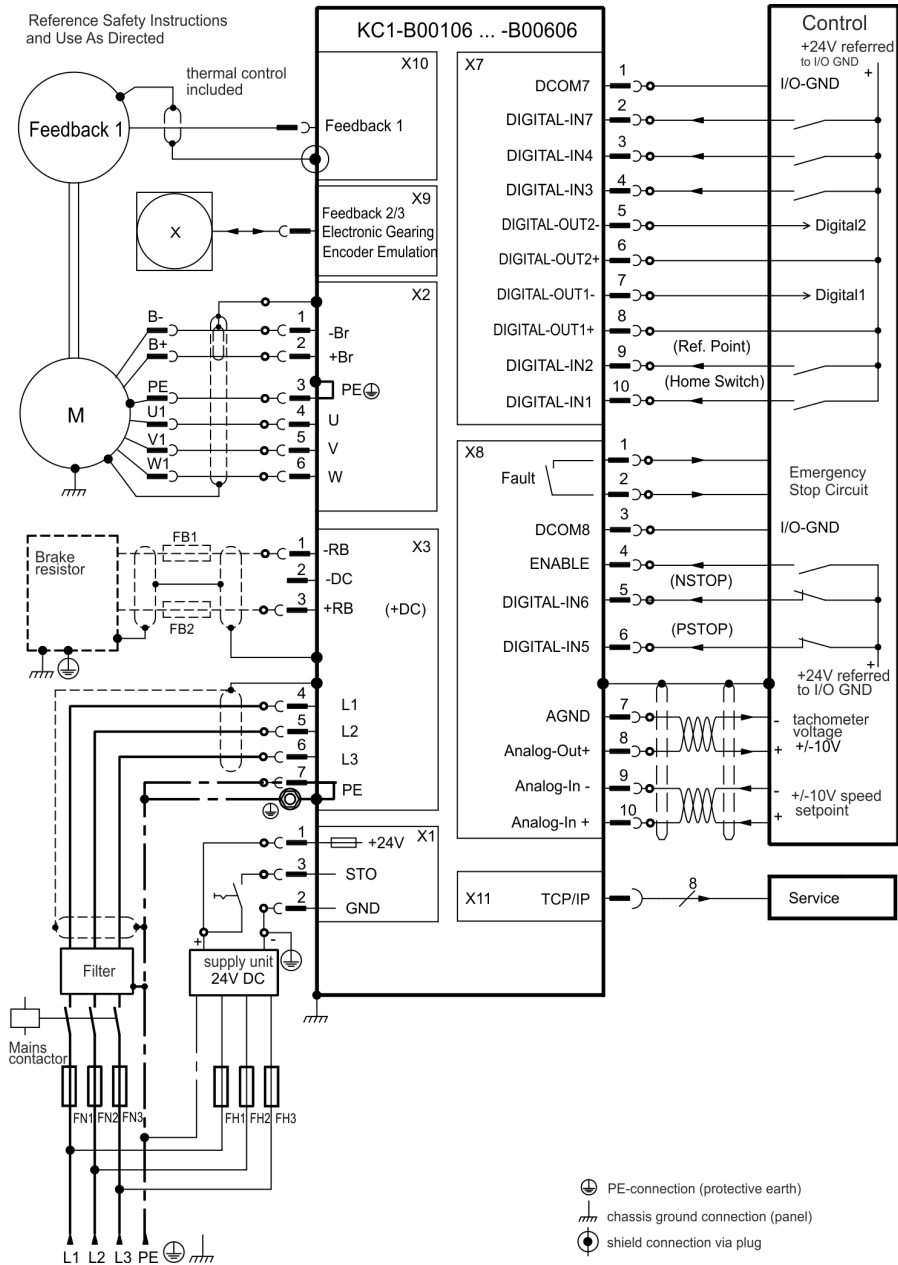 Reference Safety Instructions
and Use As Directed
KC1-B00106 ... -B00606
Control
+24V referred
to I/O GND
+
thermal control
included
Feedback 1
X10
Feedback 1
X9
Feedback 2/3
Electronic Gearing
Encoder Emulation
X
X2
B-
1
-Br
B+
2
+Br
PE
3
PE
M
U1
4
U
V1
5
V
W1
6
W
X3
Brake
resistor
FB1
1
-RB
2
-DC
3
+RB
(+DC)
FB2
4
L1
5
L2
6
L3
7
PE
X1
1
+24V
3
STO
2
GND
+
-
supply unit
24V DC
Filter
Mains
contactor
FN1
FN2
FN3
FH1
FH2
FH3
L1
L2
L3
PE
X7
DCOM7
1
I/O-GND
DIGITAL-IN7
2
DIGITAL-IN4
3
DIGITAL-IN3
4
DIGITAL-OUT2-
5
Digital2
DIGITAL-OUT2+
6
DIGITAL-OUT1-
7
Digital1
DIGITAL-OUT1+
8
DIGITAL-IN2
9
(Ref. Point)
DIGITAL-IN1
10
(Home Switch)
X8
Fault
1
2
Emergency
Stop Circuit
DCOM8
3
I/O-GND
ENABLE
4
DIGITAL-IN6
5
(NSTOP)
DIGITAL-IN5
6
(PSTOP)
+
+24V referred
to I/O GND
AGND
7
-
tachometer
voltage
+/-10V
Analog-Out+
8
+
Analog-In -
9
-
+/-10V speed
setpoint
Analog-In +
10
+
X11
TCP/IP
8
Service
PE-connection (protective earth)
chassis ground connection (panel)
shield connection via plug